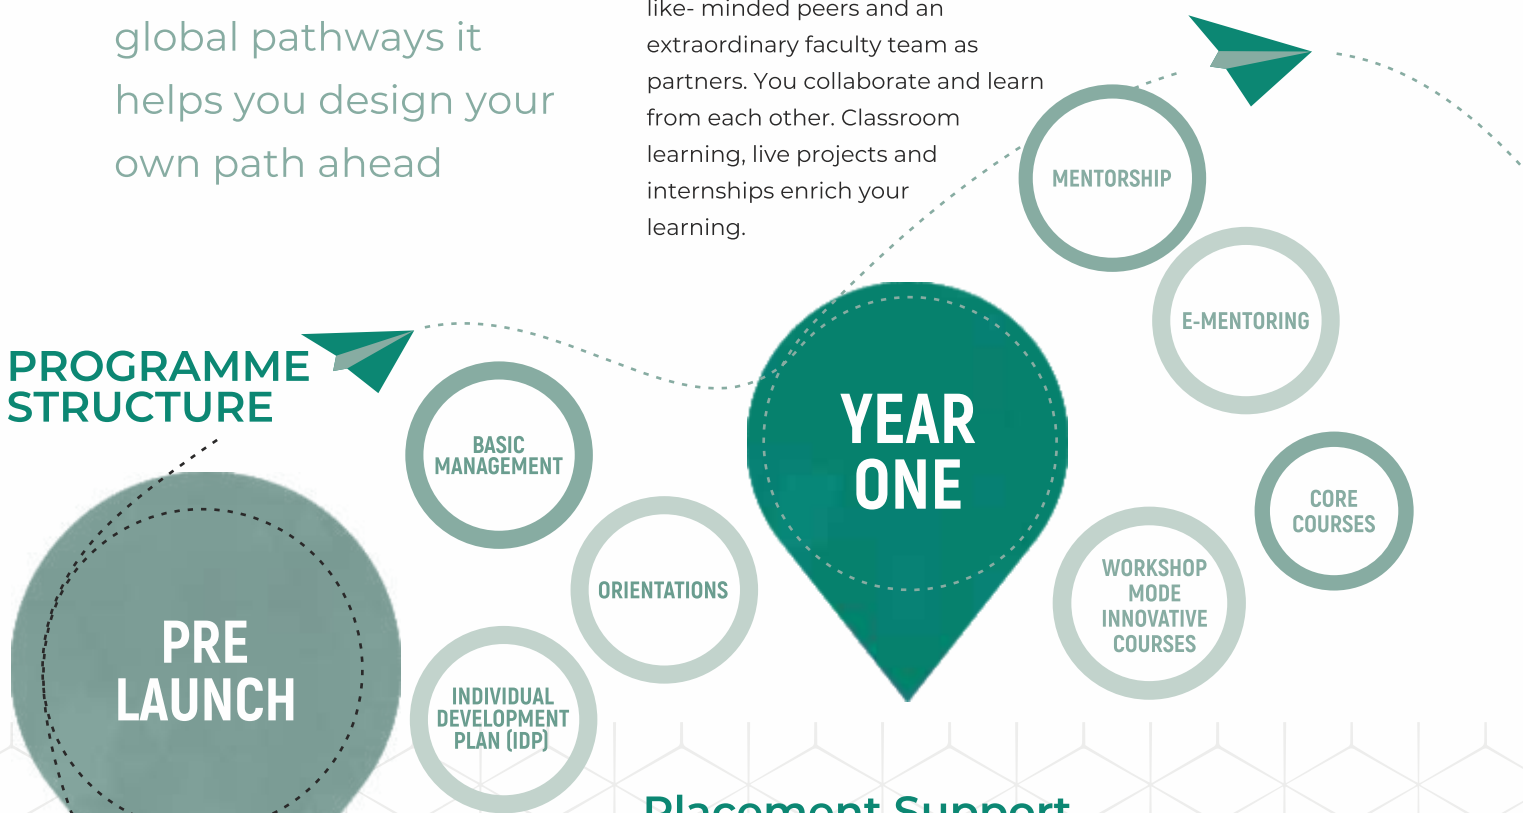 global pathways it
helps you design your
own path ahead
like- minded peers and an
extraordinary faculty team as
partners. You collaborate and learn
from each other. Classroom
learning, live projects and
internships enrich your
learning.
PROGRAMME
STRUCTURE
PRE
LAUNCH
BASIC
MANAGEMENT
ORIENTATIONS
INDIVIDUAL
DEVELOPMENT
PLAN (IDP)
YEAR
ONE
MENTORSHIP
E-MENTORING
CORE
COURSES
WORKSHOP
MODE
INNOVATIVE
COURSES
Placement Support